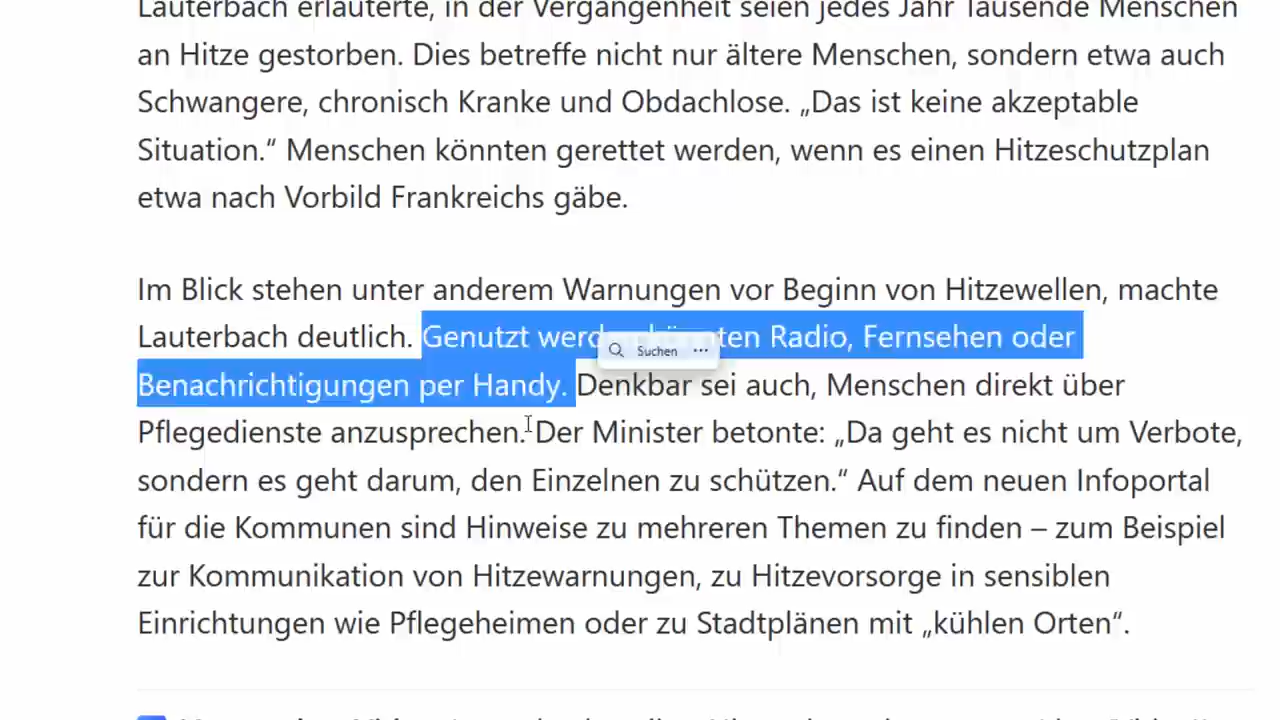 Lauterbach erläuterte, in der Vergangenheit seien jedes Jahr Tausende Menschen
an Hitze gestorben. Dies betreffe nicht nur ältere Menschen, sondern etwa auch
Schwangere, chronisch Kranke und Obdachlose. „Das ist keine akzeptable
Situation.“ Menschen könnten gerettet werden, wenn es einen Hitzeschutzplan
etwa nach Vorbild Frankreichs gäbe.
Im Blick stehen unter anderem Warnungen vor Beginn von Hitzewellen, machte
Lauterbach deutlich. Genutzt werden könnten Radio, Fernsehen oder
Suchen ···
Benachrichtigungen per Handy. Denkbar sei auch, Menschen direkt über
Pflegedienste anzusprechen. Der Minister betonte: „Da geht es nicht um Verbote,
sondern es geht darum, den Einzelnen zu schützen.“ Auf dem neuen Infoportal
für die Kommunen sind Hinweise zu mehreren Themen zu finden – zum Beispiel
zur Kommunikation von Hitzewarnungen, zu Hitzevorsorge in sensiblen
Einrichtungen wie Pflegeheimen oder zu Stadtplänen mit „kühlen Orten“.